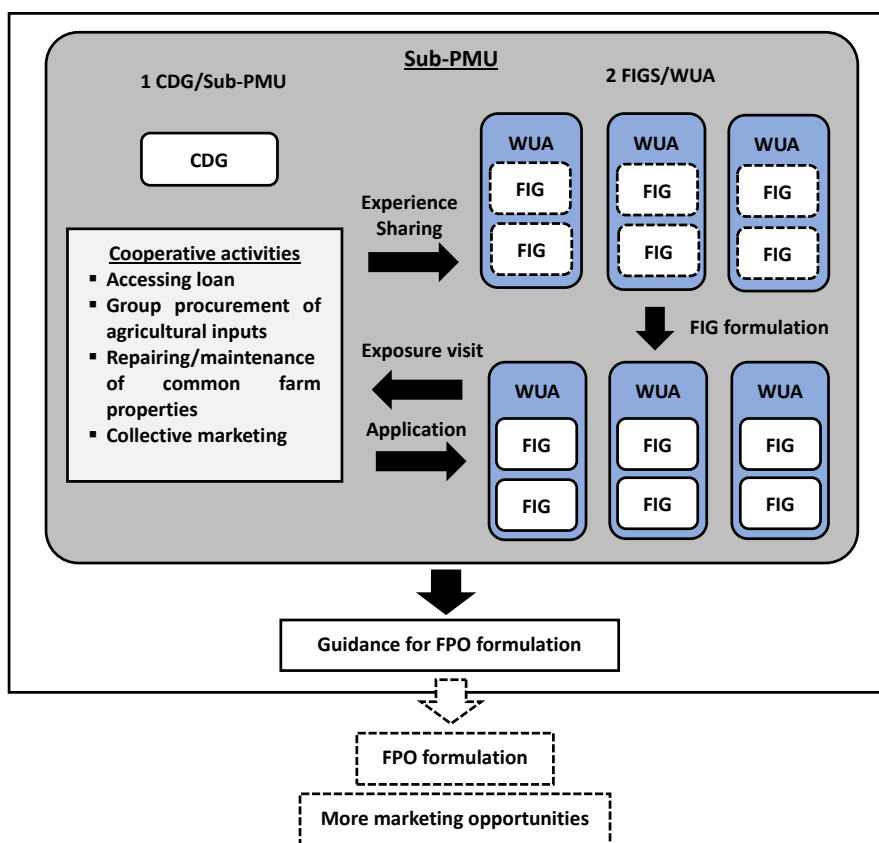 Sub-PMU
1 CDG/Sub-PMU
2 FIGS/WUA
CDG
WUA
WUA
WUA
FIG
FIG
FIG
FIG
FIG
FIG
Experience
Sharing
Cooperative activities
▪ Accessing loan
▪ Group procurement of
agricultural inputs
▪ Repairing/maintenance
of common farm
properties
▪ Collective marketing
FIG formulation
Exposure visit
Application
WUA
WUA
WUA
FIG
FIG
FIG
FIG
FIG
FIG
Guidance for FPO formulation
FPO formulation
More marketing opportunities